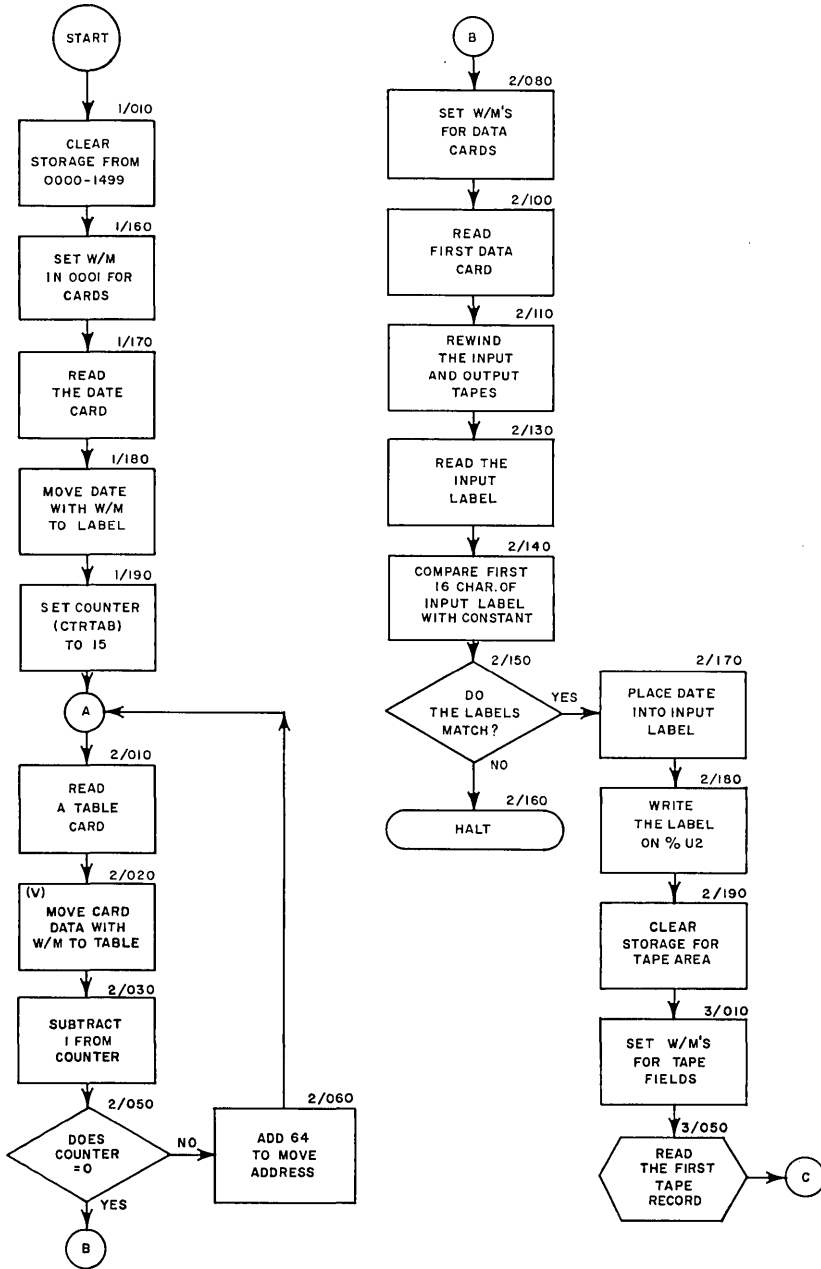 START
1/010
CLEAR
STORAGE FROM
0000-1499
1/160
SET W/M
IN 0001 FOR
CARDS
1/170
READ
THE DATE
CARD
1/180
MOVE DATE
WITH W/M
TO LABEL
1/190
SET COUNTER
(CTRTAB)
TO 15
A
2/010
READ
A TABLE
CARD
2/020
(V)
MOVE CARD
DATA WITH
W/M TO TABLE
2/030
SUBTRACT
1 FROM
COUNTER
2/050
DOES
COUNTER
=0
NO
YES
2/060
ADD 64
TO MOVE
ADDRESS
B
B
2/080
SET W/M'S
FOR DATA
CARDS
2/100
READ
FIRST DATA
CARD
2/110
REWIND
THE INPUT
AND OUTPUT
TAPES
2/130
READ THE
INPUT
LABEL
2/140
COMPARE FIRST
16 CHAR. OF
INPUT LABEL
WITH CONSTANT
2/150
DO
THE LABELS
MATCH?
YES
NO
2/160
HALT
2/170
PLACE DATE
INTO INPUT
LABEL
2/180
WRITE
THE LABEL
ON % U2
2/190
CLEAR
STORAGE FOR
TAPE AREA
3/010
SET W/M'S
FOR TAPE
FIELDS
3/050
READ
THE FIRST
TAPE
RECORD
C